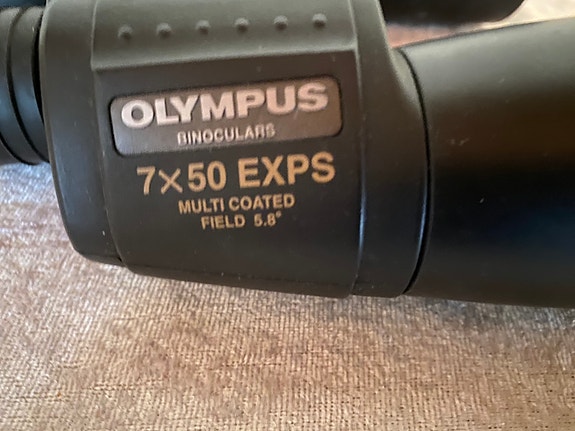 OLYMPUS
BINOCULARS
7×50 EXPS
MULTI COATED
FIELD 5.8°